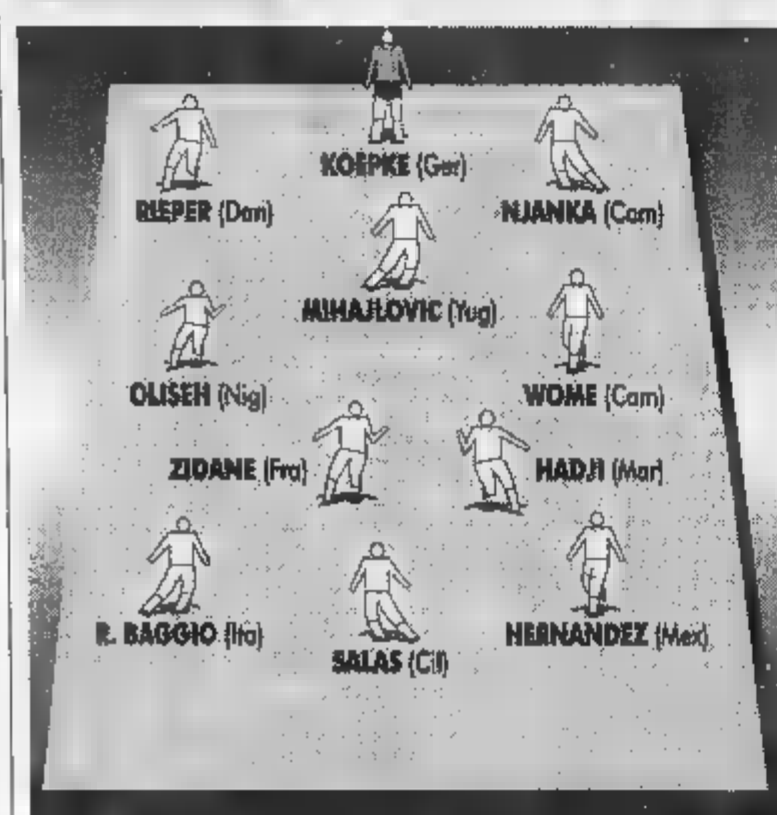 KOEPKE (Ger)
RIEPER (Dan)
NJANKA (Cam)
MIHAJLOVIC (Yug)
OLISEH (Nig)
WOME (Cam)
ZIDANE (Fra)
HADJI (Mar)
R. BAGGIO (Ita)
HERNANDEZ (Mex)
SALAS (Cil)